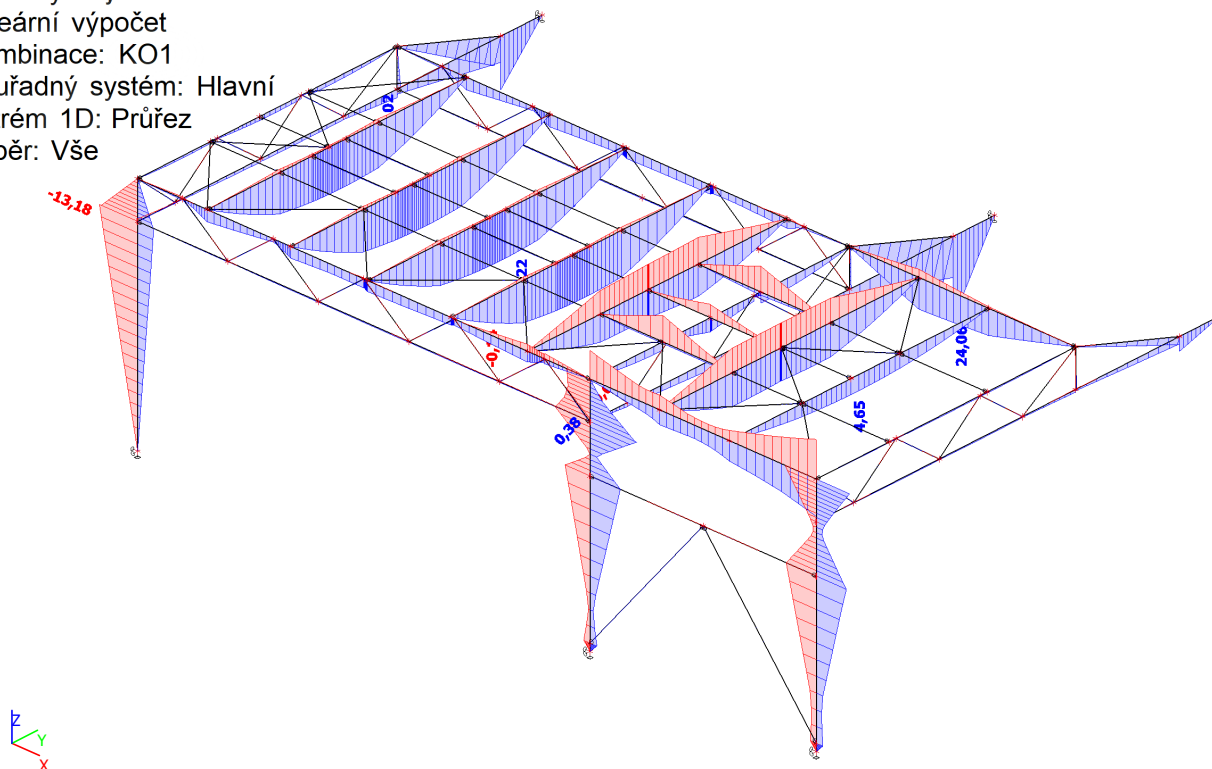 eární výpočet
mbinace: KO1
uřadný systém: Hlavní
rém 1D: Průřez
běr: Vše
-13,18
02
22
-0,
0,38
24,06
4,65
Z
Y
X